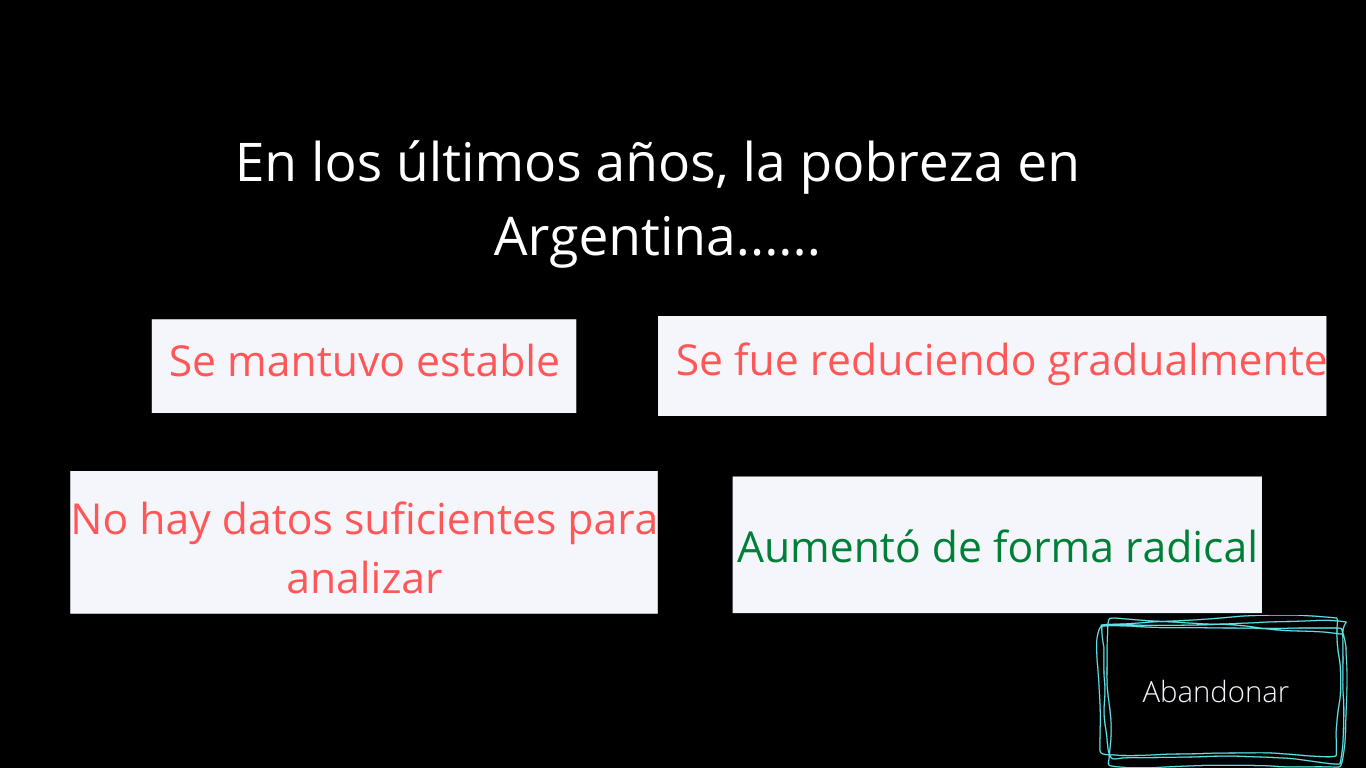 En los últimos años, la pobreza en
Argentina......
Se mantuvo estable
Se fue reduciendo gradualmente
No hay datos suficientes para
analizar
Aumentó de forma radical
Abandonar